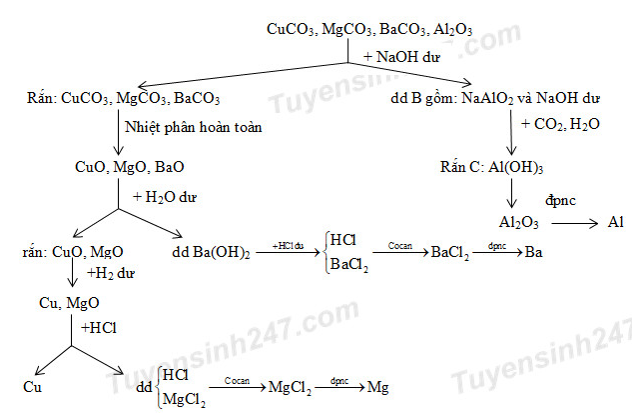 CuCO₃, MgCO₃, BaCO₃, Al₂O₃
+ NaOH dư
Rắn: CuCO₃, MgCO₃, BaCO₃
dd B gồm: NaAlO₂ và NaOH dư
Nhiệt phân hoàn toàn
+ CO₂, H₂O
CuO, MgO, BaO
Rắn C: Al(OH)₃
+ H₂O dư
đpnc
Al₂O₃
Al
rắn: CuO, MgO
dd Ba(OH)₂
+HCl dư
HCl
BaCl₂
Cocan
BaCl₂
đpnc
Ba
+H₂ dư
Cu, MgO
+HCl
Cu
dd
HCl
MgCl₂
Cocan
MgCl₂
đpnc
Mg
Tuyensinh247.com
Tuyensinh247.com
Tuyensinh247